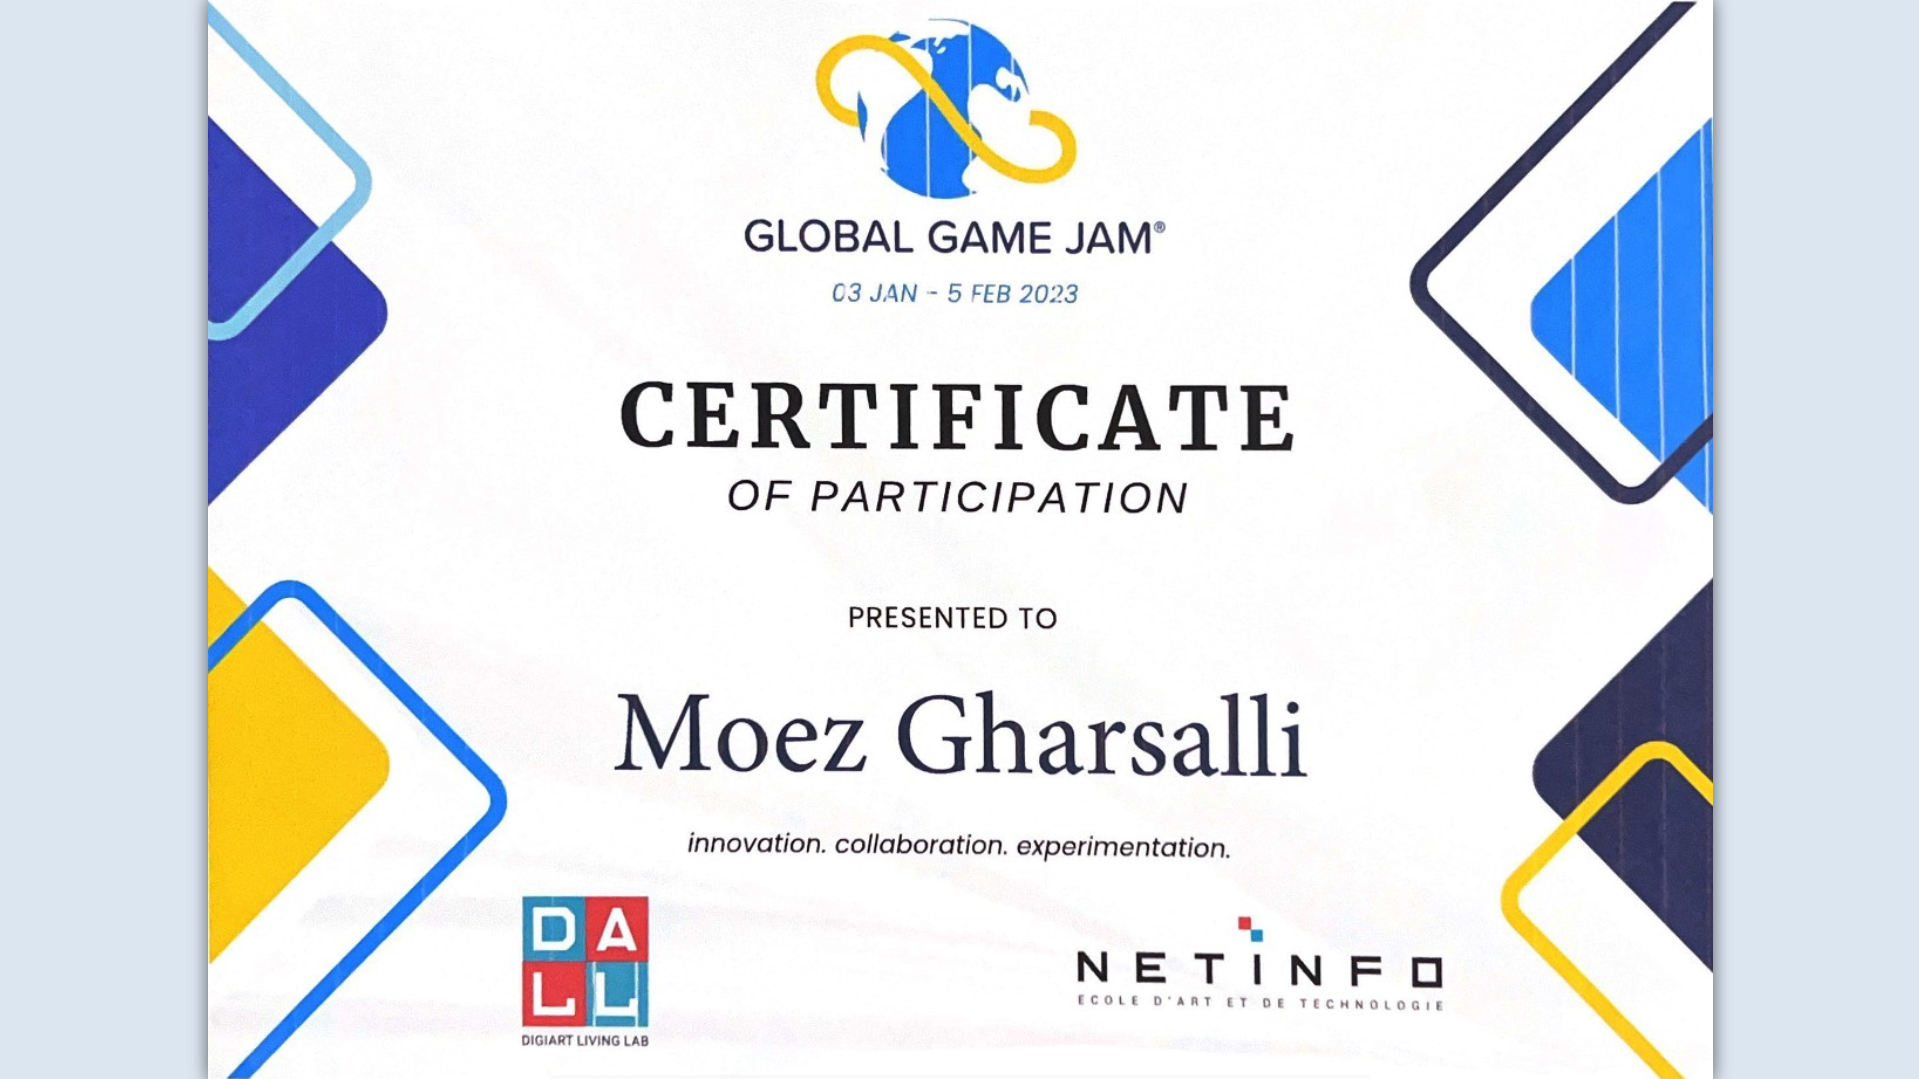 GLOBAL GAME JAM®
03 JAN - 5 FEB 2023
CERTIFICATE
OF PARTICIPATION
PRESENTED TO
Moez Gharsalli
innovation. collaboration. experimentation.
DA
LL
DIGIART LIVING LAB
NETINFO
ECOLE D'ART ET DE TECHNOLOGIE